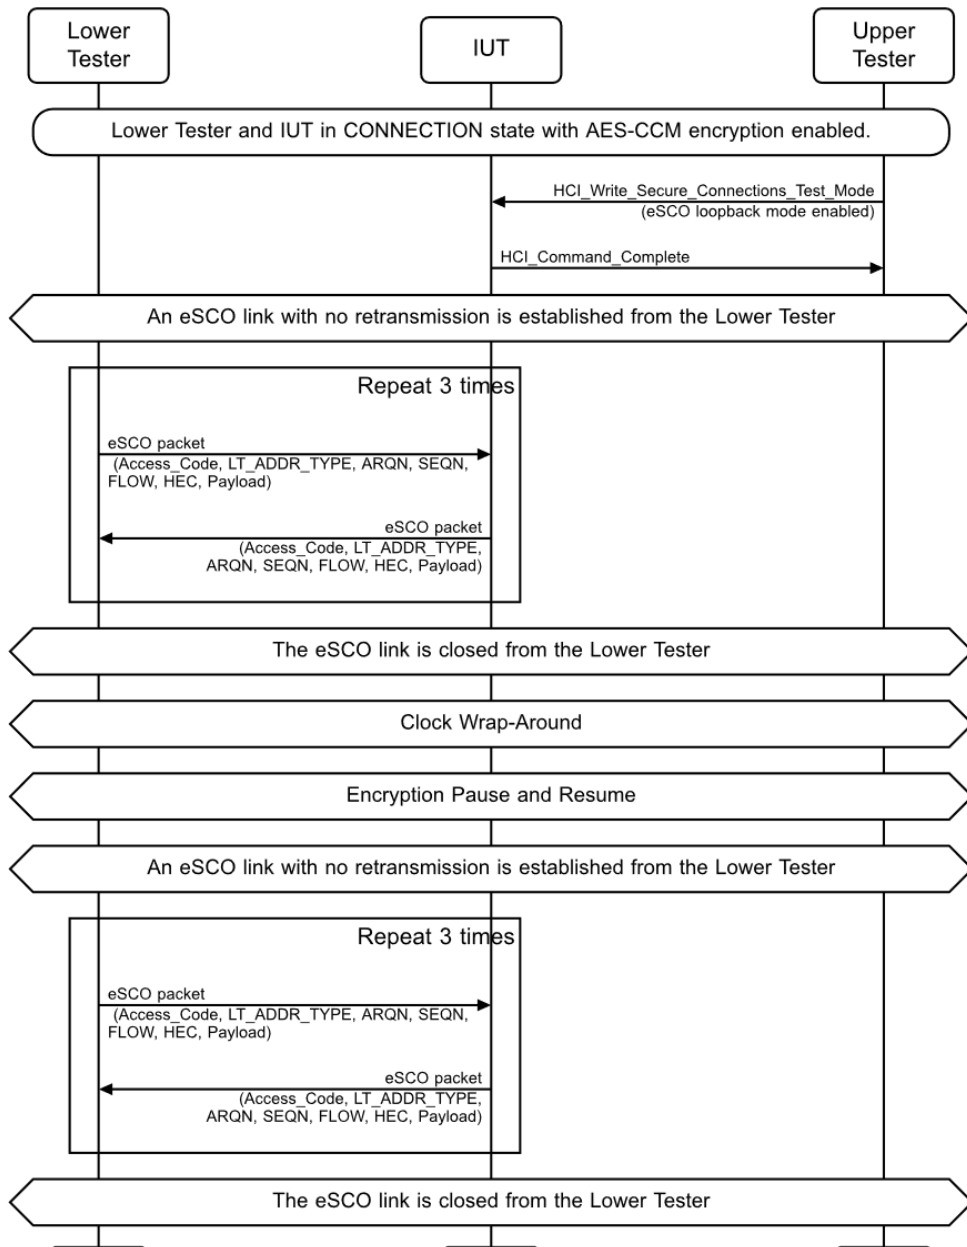 Lower
Tester
IUT
Upper
Tester
Lower Tester and IUT in CONNECTION state with AES-CCM encryption enabled.
HCI_Write_Secure_Connections_Test_Mode
(eSCO loopback mode enabled)
HCI_Command_Complete
An eSCO link with no retransmission is established from the Lower Tester
Repeat 3 times
eSCO packet
(Access_Code, LT_ADDR_TYPE, ARQN, SEQN,
FLOW, HEC, Payload)
eSCO packet
(Access_Code, LT_ADDR_TYPE,
ARQN, SEQN, FLOW, HEC, Payload)
The eSCO link is closed from the Lower Tester
Clock Wrap-Around
Encryption Pause and Resume
An eSCO link with no retransmission is established from the Lower Tester
Repeat 3 times
eSCO packet
(Access_Code, LT_ADDR_TYPE, ARQN, SEQN,
FLOW, HEC, Payload)
eSCO packet
(Access_Code, LT_ADDR_TYPE,
ARQN, SEQN, FLOW, HEC, Payload)
The eSCO link is closed from the Lower Tester